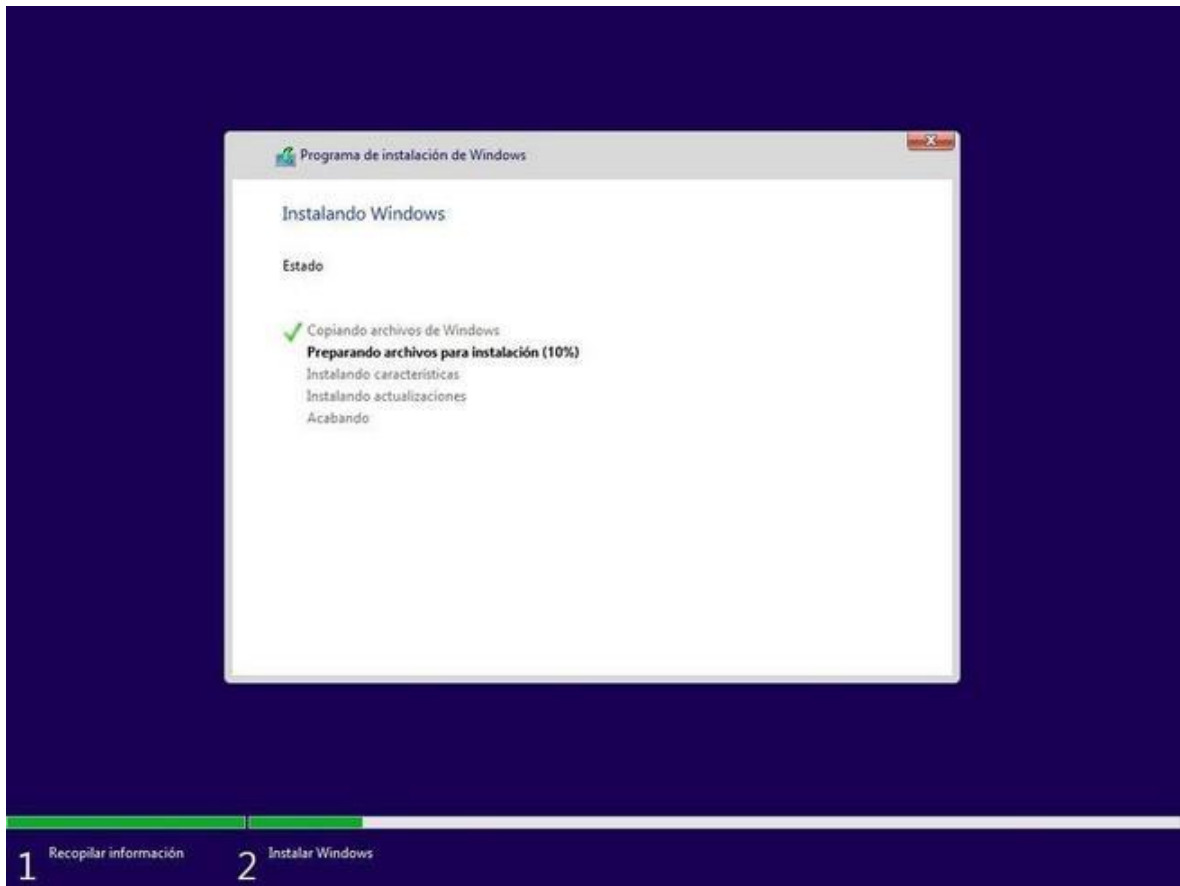 Programa de instalación de Windows
Instalando Windows
Estado
Copiando archivos de Windows
Preparando archivos para instalación (10%)
Instalando características
Instalando actualizaciones
Acabando
1 Recopilar información
2 Instalar Windows